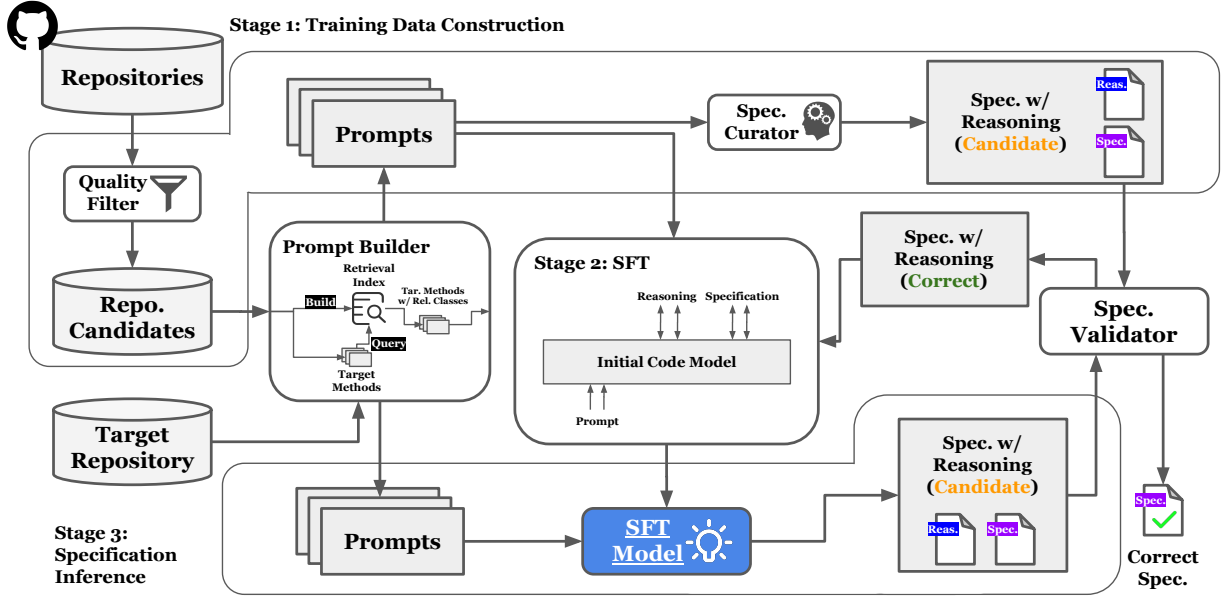 Stage 1: Training Data Construction
Repositories
Quality
Filter
Repo.
Candidates
Prompts
Spec.
Curator
Spec. w/
Reasoning
(Candidate)
Reas.
Spec.
Prompt Builder
Retrieval
Index
Build
Tar. Methods
w/ Rel. Classes
Query
Target
Methods
Stage 2: SFT
Reasoning
Specification
Initial Code Model
Prompt
Spec. w/
Reasoning
(Correct)
Spec.
Validator
Target
Repository
Stage 3:
Specification
Inference
Prompts
SFT
Model
Spec. w/
Reasoning
(Candidate)
Reas.
Spec.
Spec.
Correct
Spec.